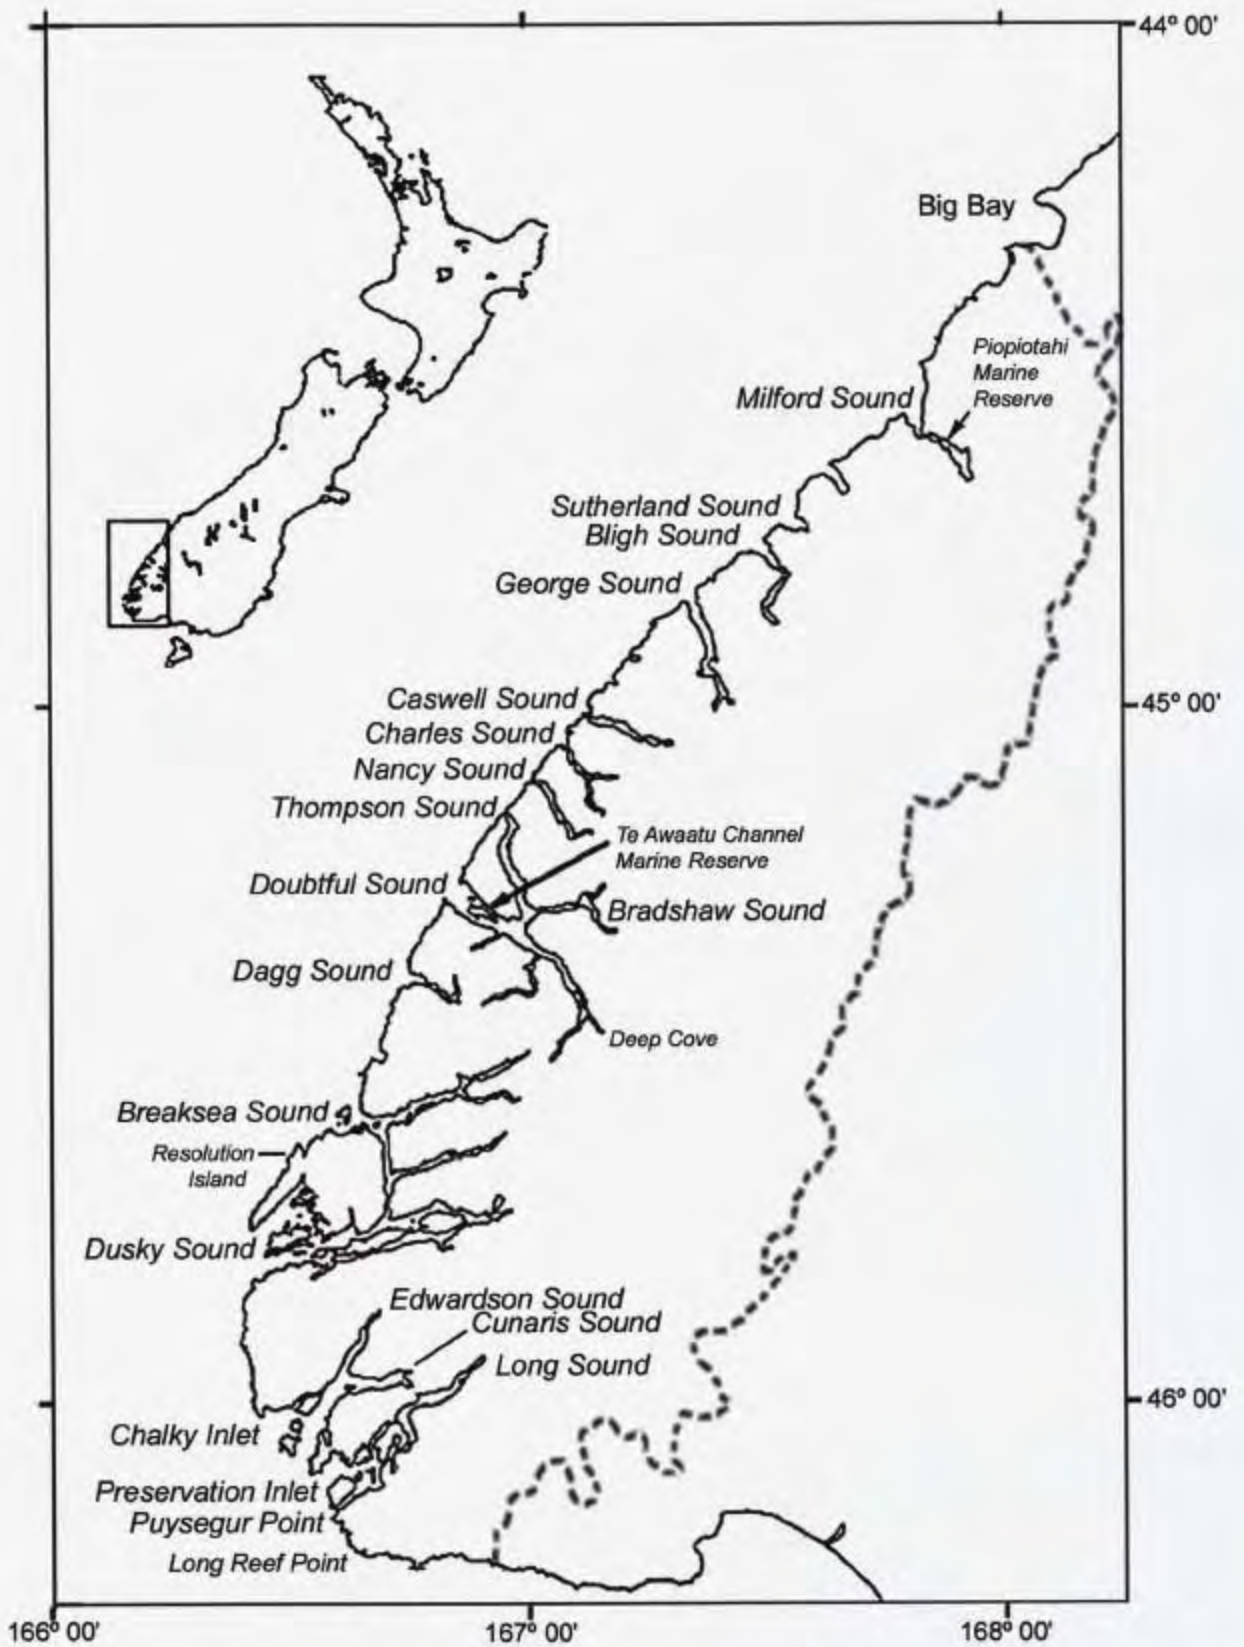 44° 00'
Big Bay
Piopiotahi
Marine
Reserve
Milford Sound
Sutherland Sound
Bligh Sound
George Sound
Caswell Sound
45° 00'
Charles Sound
Nancy Sound
Thompson Sound
Te Awaatu Channel
Marine Reserve
Doubtful Sound
Bradshaw Sound
Dagg Sound
Deep Cove
Breaksea Sound
Resolution
Island
Dusky Sound
Edwardson Sound
Cunaris Sound
Long Sound
46° 00'
Chalky Inlet
Preservation Inlet
Puysegur Point
Long Reef Point
166° 00'
167° 00'
168° 00'